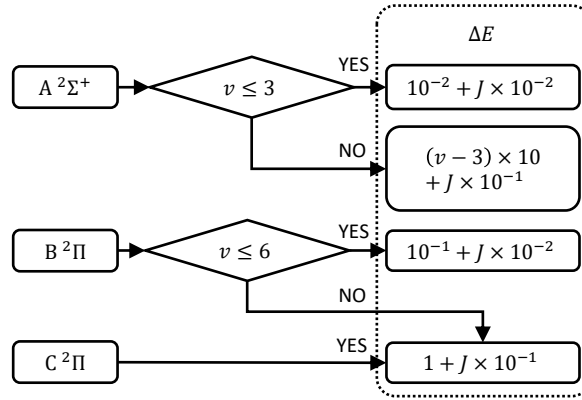 ΔE
A ²Σ⁺
v ≤ 3
YES
10⁻² + J × 10⁻²
NO
(v − 3) × 10
+ J × 10⁻¹
B ²Π
v ≤ 6
YES
10⁻¹ + J × 10⁻²
NO
C ²Π
YES
1 + J × 10⁻¹